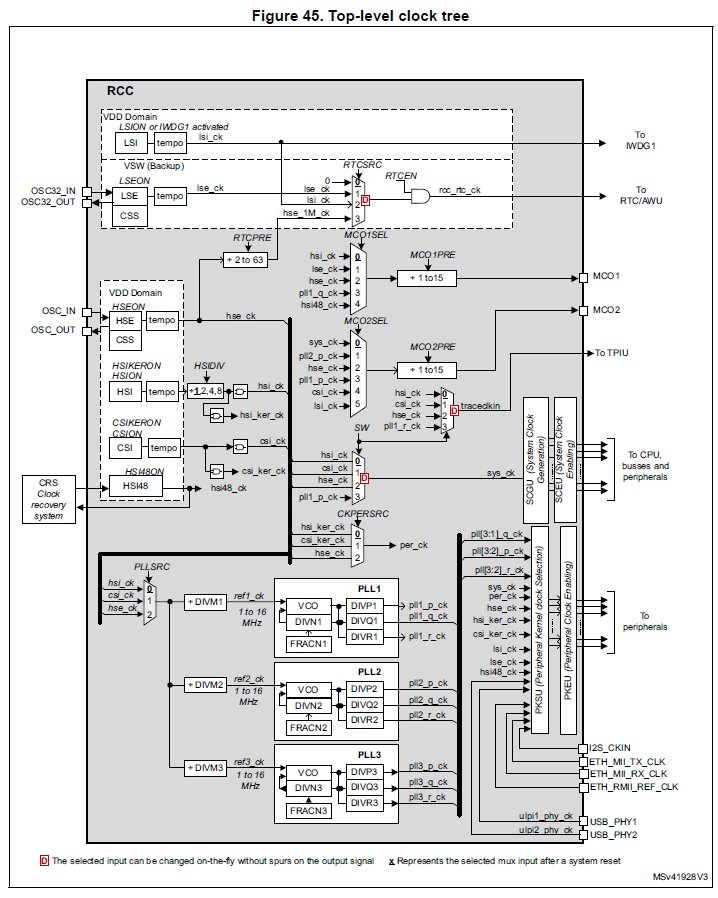 Figure 45. Top-level clock tree
RCC
VDD Domain
LSION or IWDG1 activated
LSI
tempo
lsi_ck
To
IWDG1
VSW (Backup)
LSEON
OSC32_IN
OSC32_OUT
LSE
tempo
CSS
lse_ck
RTCSRC
0
0
lse_ck
1
lsi_ck
2
hse_1M_ck
3
D
RTCEN
rcc_rtc_ck
To
RTC/AWU
RTCPRE
÷ 2 to 63
MCO1SEL
hsi_ck
0
lse_ck
1
hse_ck
2
pll1_q_ck
3
hsi48_ck
4
MCO1PRE
÷ 1 to15
MCO1
MCO2SEL
sys_ck
0
pll2_p_ck
1
hse_ck
2
pll1_p_ck
3
csi_ck
4
lsi_ck
5
MCO2PRE
÷ 1 to15
MCO2
To TPIU
VDD Domain
HSEON
OSC_IN
OSC_OUT
HSE
tempo
CSS
hse_ck
HSIKERON
HSION
HSI
tempo
HSIDIV
÷1,2,4,8
hsi_ck
hsi_ker_ck
CSIKERON
CSION
CSI
tempo
csi_ck
csi_ker_ck
HSI48ON
HSI48
hsi48_ck
CRS
Clock
recovery
system
hsi_ck
0
csi_ck
1
hse_ck
2
pll1_r_ck
3
D
traceclkin
SW
hsi_ck
0
csi_ck
1
hse_ck
2
pll1_p_ck
3
D
sys_ck
SCGU (System Clock
Generation)
SCEU (System Clock
Enabling)
To CPU,
busses and
peripherals
CKPERSRC
hsi_ker_ck
0
csi_ker_ck
1
hse_ck
2
per_ck
PLLSRC
hsi_ck
0
csi_ck
1
hse_ck
2
÷ DIVM1
ref1_ck
1 to 16
MHz
PLL1
VCO
DIVN1
FRACN1
DIVP1
DIVQ1
DIVR1
pll1_p_ck
pll1_q_ck
pll1_r_ck
÷ DIVM2
ref2_ck
1 to 16
MHz
PLL2
VCO
DIVN2
FRACN2
DIVP2
DIVQ2
DIVR2
pll2_p_ck
pll2_q_ck
pll2_r_ck
÷ DIVM3
ref3_ck
1 to 16
MHz
PLL3
VCO
DIVN3
FRACN3
DIVP3
DIVQ3
DIVR3
pll3_p_ck
pll3_q_ck
pll3_r_ck
pll[3:1]_q_ck
pll[3:2]_p_ck
pll[3:2]_r_ck
sys_ck
per_ck
hse_ck
hsi_ker_ck
csi_ker_ck
lsi_ck
lse_ck
hsi48_ck
PKSU (Peripheral Kernel clock Selection)
PKEU (Peripheral Clock Enabling)
To
peripherals
I2S_CKIN
ETH_MII_TX_CLK
ETH_MII_RX_CLK
ETH_RMII_REF_CLK
ulpi1_phy_ck
USB_PHY1
ulpi2_phy_ck
USB_PHY2
D The selected input can be changed on-the-fly without spurs on the output signal
x Represents the selected mux input after a system reset
MSv41928V3